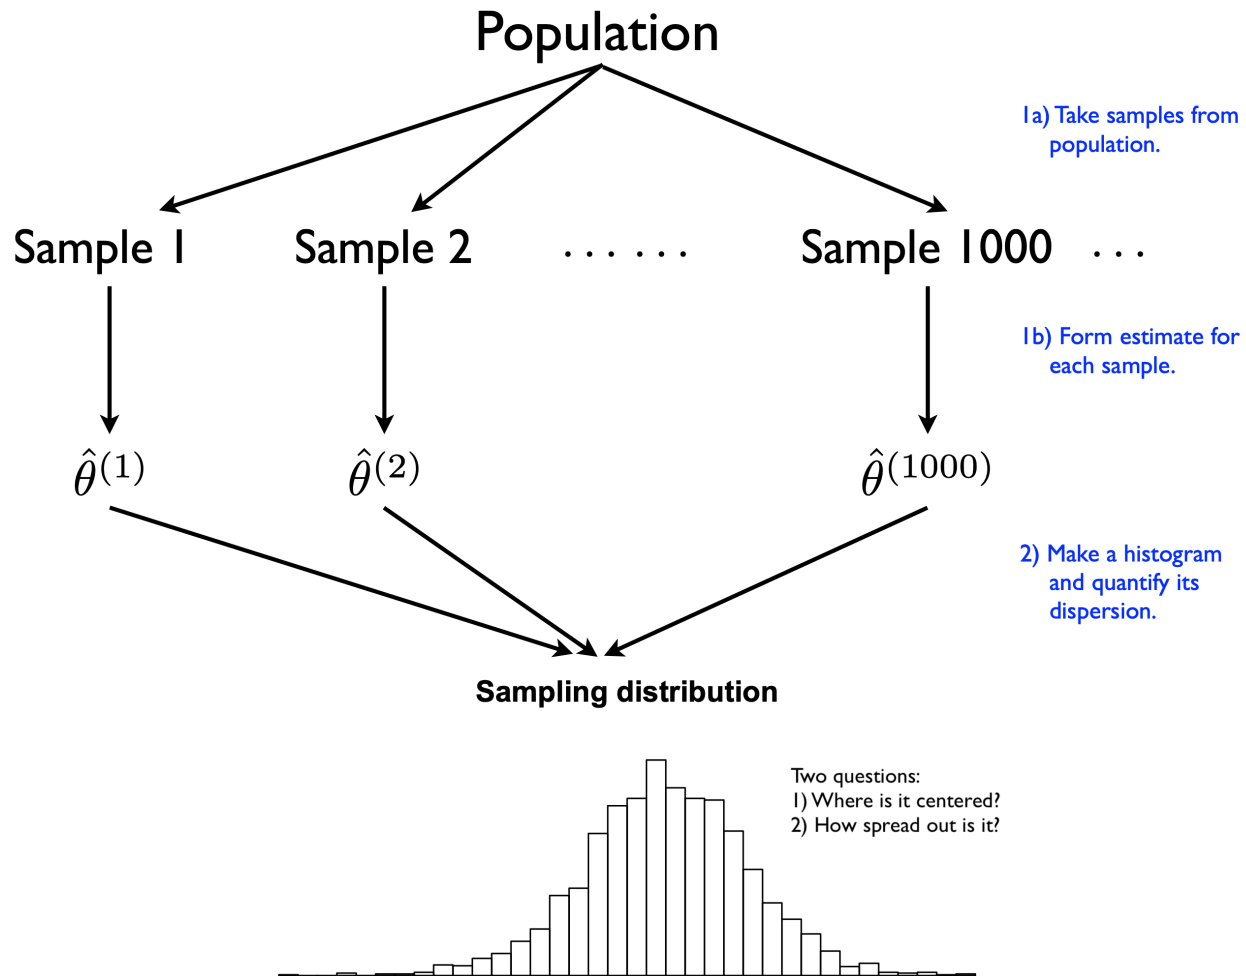 Population
1a) Take samples from
population.
Sample 1 Sample 2 ...... Sample 1000 ...
1b) Form estimate for
each sample.
θ̂(1) θ̂(2) θ̂(1000)
2) Make a histogram
and quantify its
dispersion.
Sampling distribution
Two questions:
1) Where is it centered?
2) How spread out is it?